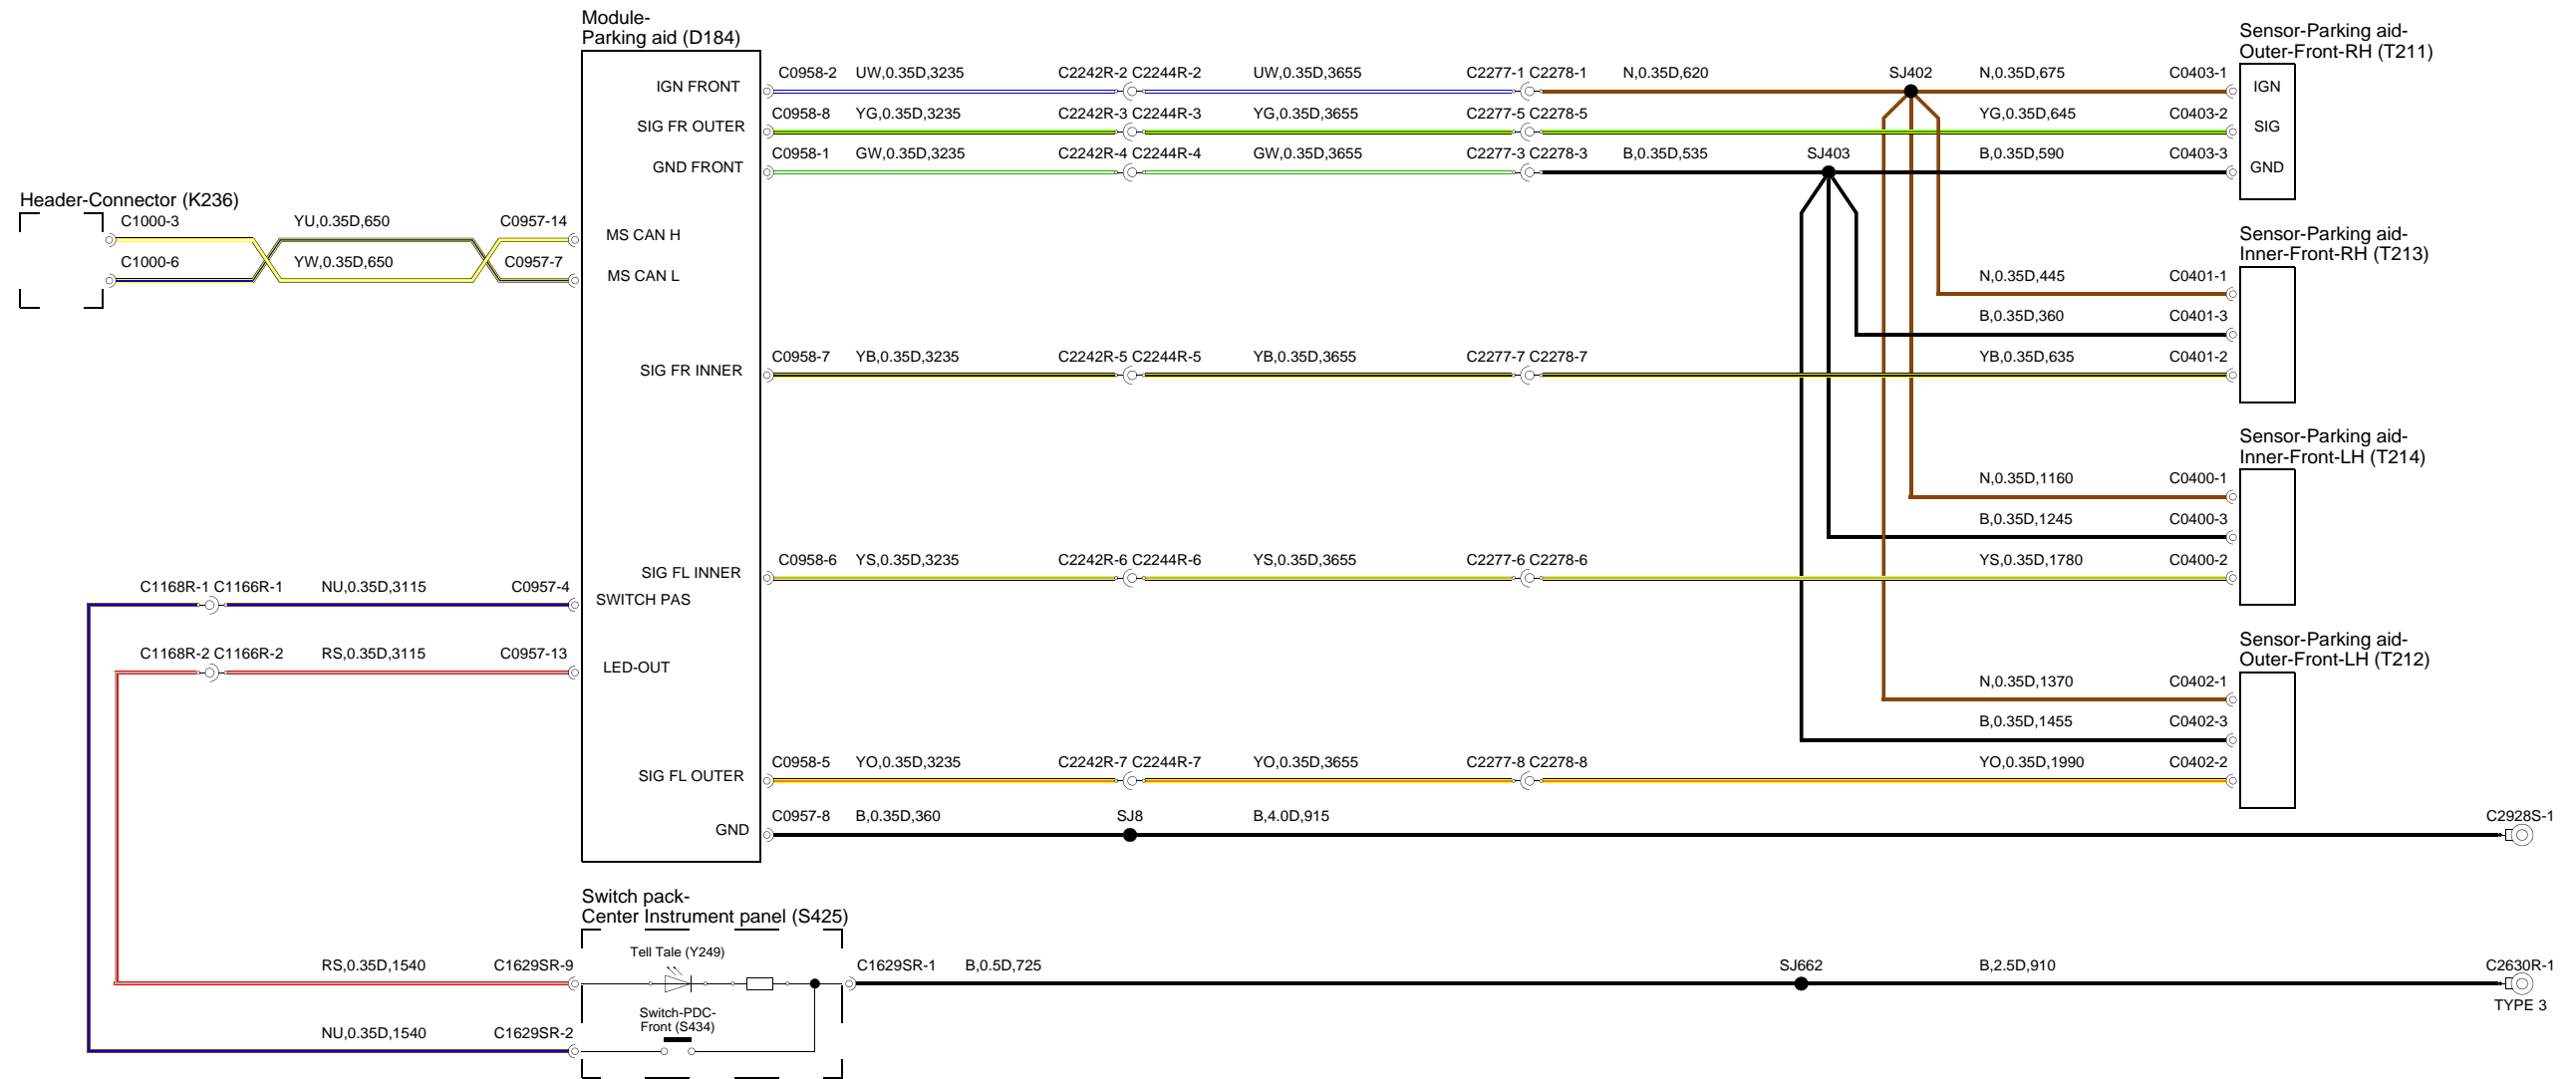 Module-
Parking aid (D184)
Sensor-Parking aid-
Outer-Front-RH (T211)
IGN FRONT
C0958-2 UW,0.35D,3235 C2242R-2 C2244R-2 UW,0.35D,3655 C2277-1 C2278-1 N,0.35D,620 SJ402 N,0.35D,675 C0403-1
IGN
SIG FR OUTER
C0958-8 YG,0.35D,3235 C2242R-3 C2244R-3 YG,0.35D,3655 C2277-5 C2278-5 YG,0.35D,645 C0403-2
SIG
GND FRONT
C0958-1 GW,0.35D,3235 C2242R-4 C2244R-4 GW,0.35D,3655 C2277-3 C2278-3 B,0.35D,535 SJ403 B,0.35D,590 C0403-3
GND
Header-Connector (K236)
C1000-3 YU,0.35D,650 C0957-14
MS CAN H
C1000-6 YW,0.35D,650 C0957-7
MS CAN L
Sensor-Parking aid-
Inner-Front-RH (T213)
N,0.35D,445 C0401-1
B,0.35D,360 C0401-3
SIG FR INNER
C0958-7 YB,0.35D,3235 C2242R-5 C2244R-5 YB,0.35D,3655 C2277-7 C2278-7 YB,0.35D,635 C0401-2
Sensor-Parking aid-
Inner-Front-LH (T214)
N,0.35D,1160 C0400-1
B,0.35D,1245 C0400-3
SIG FL INNER
C0958-6 YS,0.35D,3235 C2242R-6 C2244R-6 YS,0.35D,3655 C2277-6 C2278-6 YS,0.35D,1780 C0400-2
C1168R-1 C1166R-1 NU,0.35D,3115 C0957-4
SWITCH PAS
C1168R-2 C1166R-2 RS,0.35D,3115 C0957-13
LED-OUT
Sensor-Parking aid-
Outer-Front-LH (T212)
N,0.35D,1370 C0402-1
B,0.35D,1455 C0402-3
SIG FL OUTER
C0958-5 YO,0.35D,3235 C2242R-7 C2244R-7 YO,0.35D,3655 C2277-8 C2278-8 YO,0.35D,1990 C0402-2
GND
C0957-8 B,0.35D,360 SJ8 B,4.0D,915 C2928S-1
Switch pack-
Center Instrument panel (S425)
Tell Tale (Y249)
RS,0.35D,1540 C1629SR-9
C1629SR-1 B,0.5D,725 SJ662 B,2.5D,910 C2630R-1
TYPE 3
Switch-PDC-
Front (S434)
NU,0.35D,1540 C1629SR-2